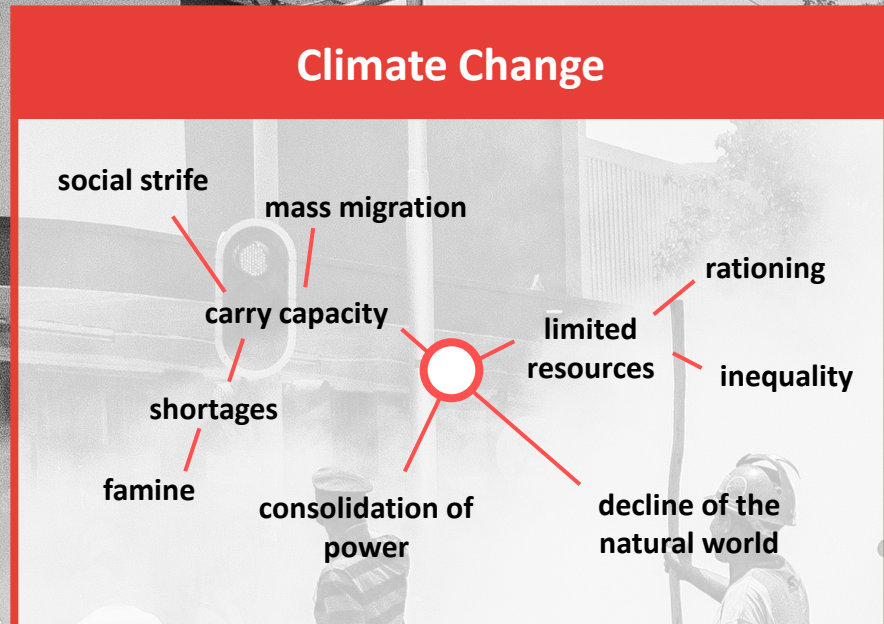 Climate Change
social strife
mass migration
rationing
carry capacity
limited
resources
inequality
shortages
famine
consolidation of
power
decline of the
natural world